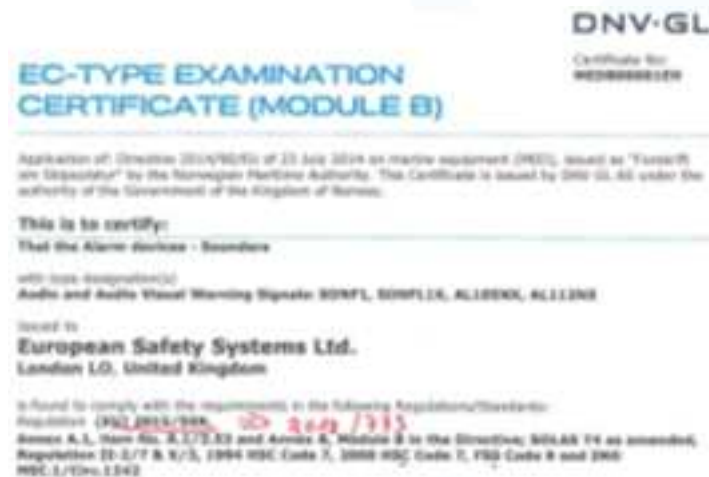 DNV·GL
Certificate No:
EC-TYPE EXAMINATION
CERTIFICATE (MODULE B)
Application of: Directive 2014/90/EU of 23 July 2014 on marine equipment (MED), issued as "Forskrift
om Skipsutstyr" by the Norwegian Maritime Authority. This Certificate is issued by DNV GL AS under the
authority of the Government of the Kingdom of Norway.
This is to certify:
That the Alarm devices - Sounders
with type designation(s)
Audio and Audio Visual Warning Signals:
Issued to
European Safety Systems Ltd.
London LO, United Kingdom
is found to comply with the requirements in the following Regulations/Standards:
Regulation (EU)
Annex A.1, Item No. and Annex B, Module B in the Directive; SOLAS 74 as amended,
Regulation II-2/7 & X/3, 1994 HSC Code 7, 2000 HSC Code 7, FSS Code 9 and IMO